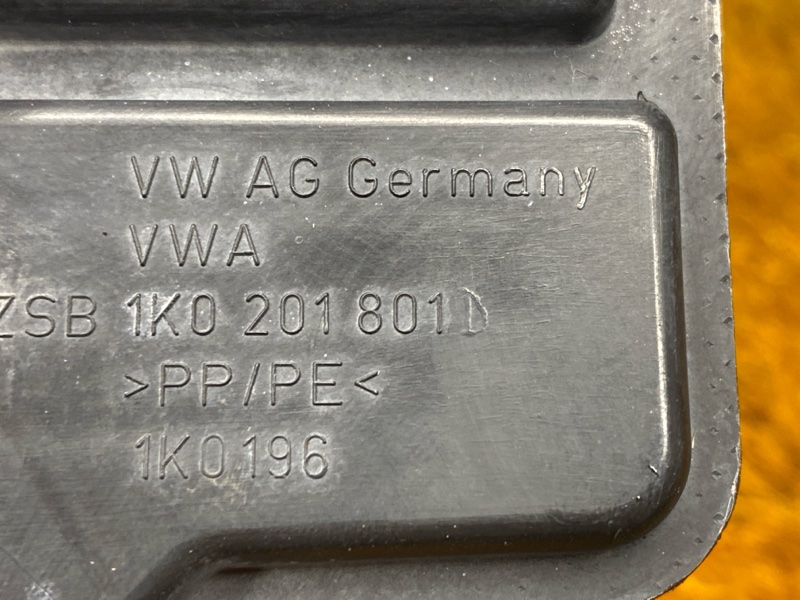 VW AG Germany
VWA
ZSB 1K0 201 801 D
>PP/PE<
1K0196